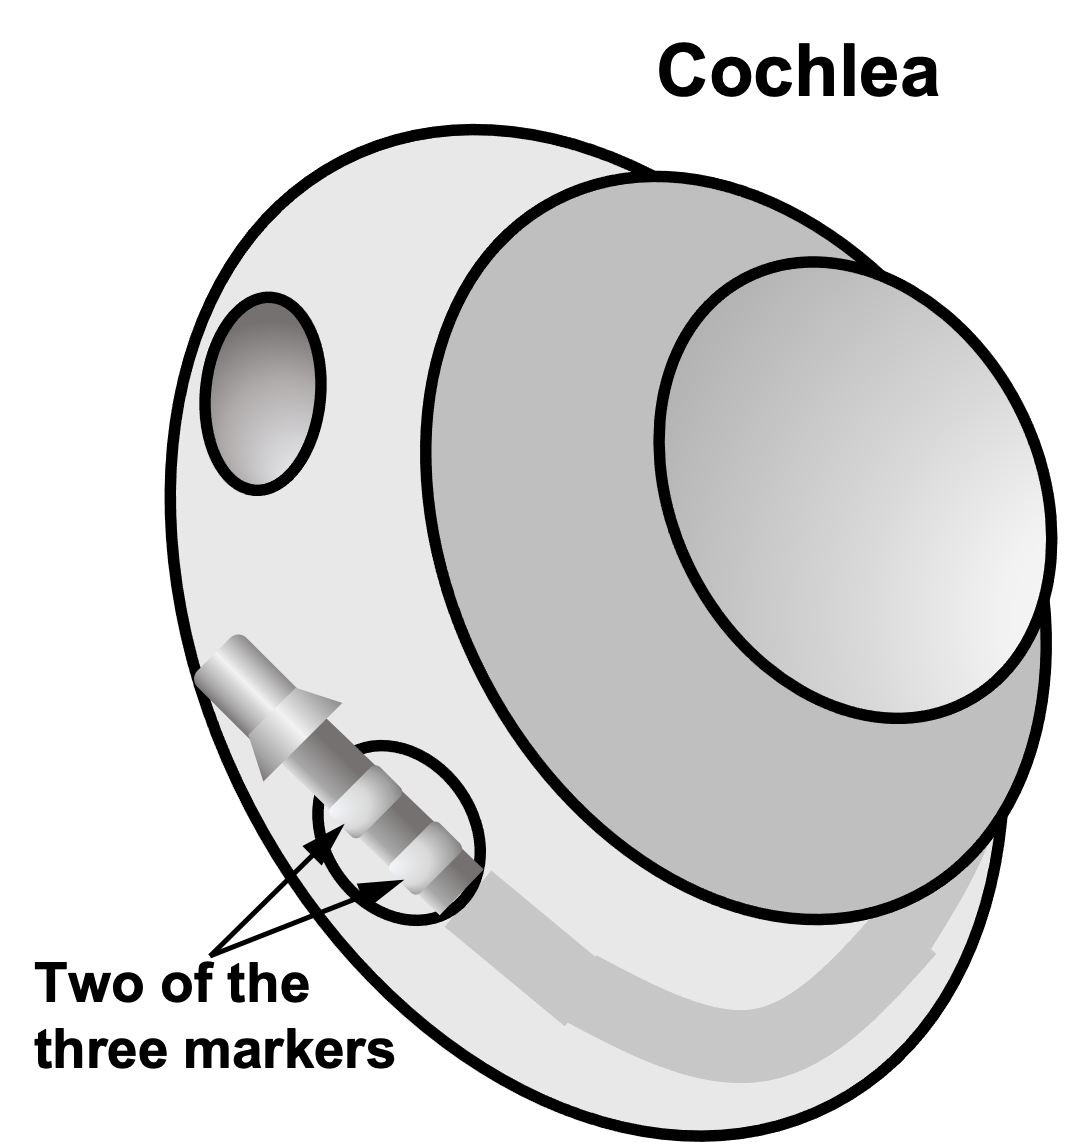 Cochlea
Two of the
three markers